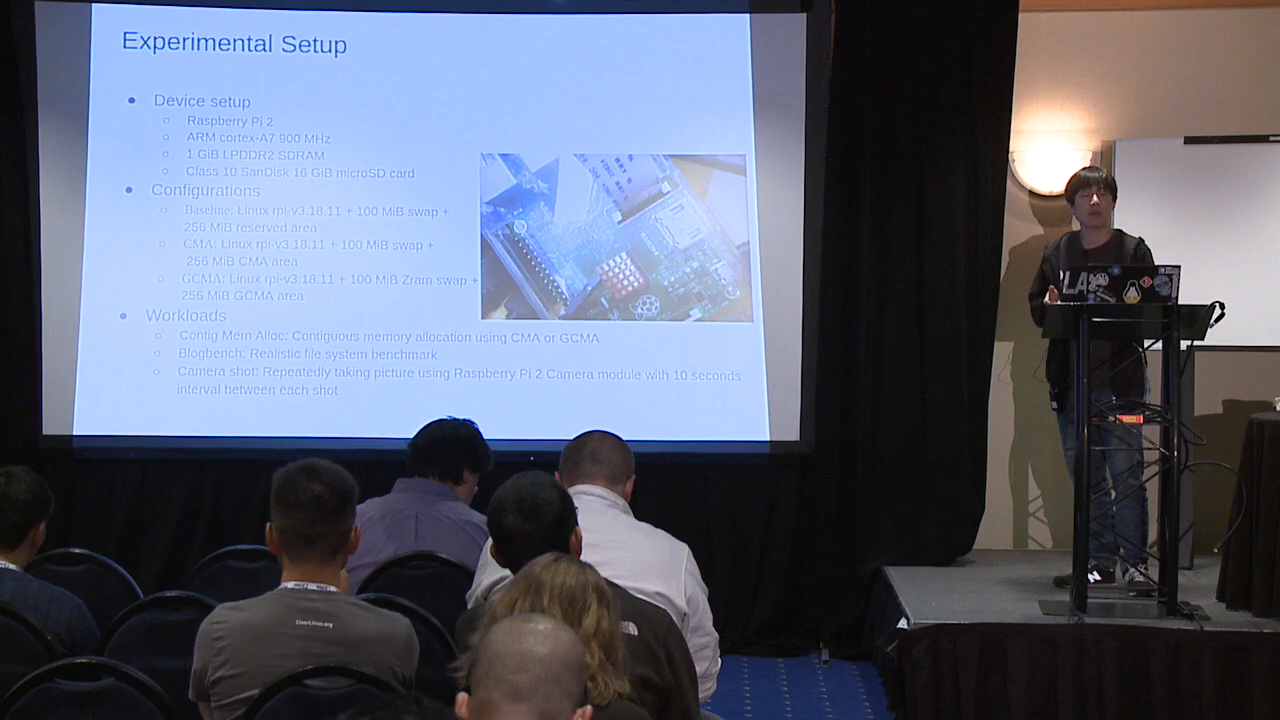 Experimental Setup
● Device setup
○ Raspberry Pi 2
○ ARM cortex-A7 900 MHz
○ 1 GiB LPDDR2 SDRAM
○ Class 10 SanDisk 16 GiB microSD card
● Configurations
○ Baseline: Linux rpi-v3.18.11 + 100 MiB swap +
256 MiB reserved area
○ CMA: Linux rpi-v3.18.11 + 100 MiB swap +
256 MiB CMA area
○ GCMA: Linux rpi-v3.18.11 + 100 MiB Zram swap +
256 MiB GCMA area
● Workloads
○ Contig Mem Alloc: Contiguous memory allocation using CMA or GCMA
○ Blogbench: Realistic file system benchmark
○ Camera shot: Repeatedly taking picture using Raspberry Pi 2 Camera module with 10 seconds
interval between each shot
ClearLinux.org